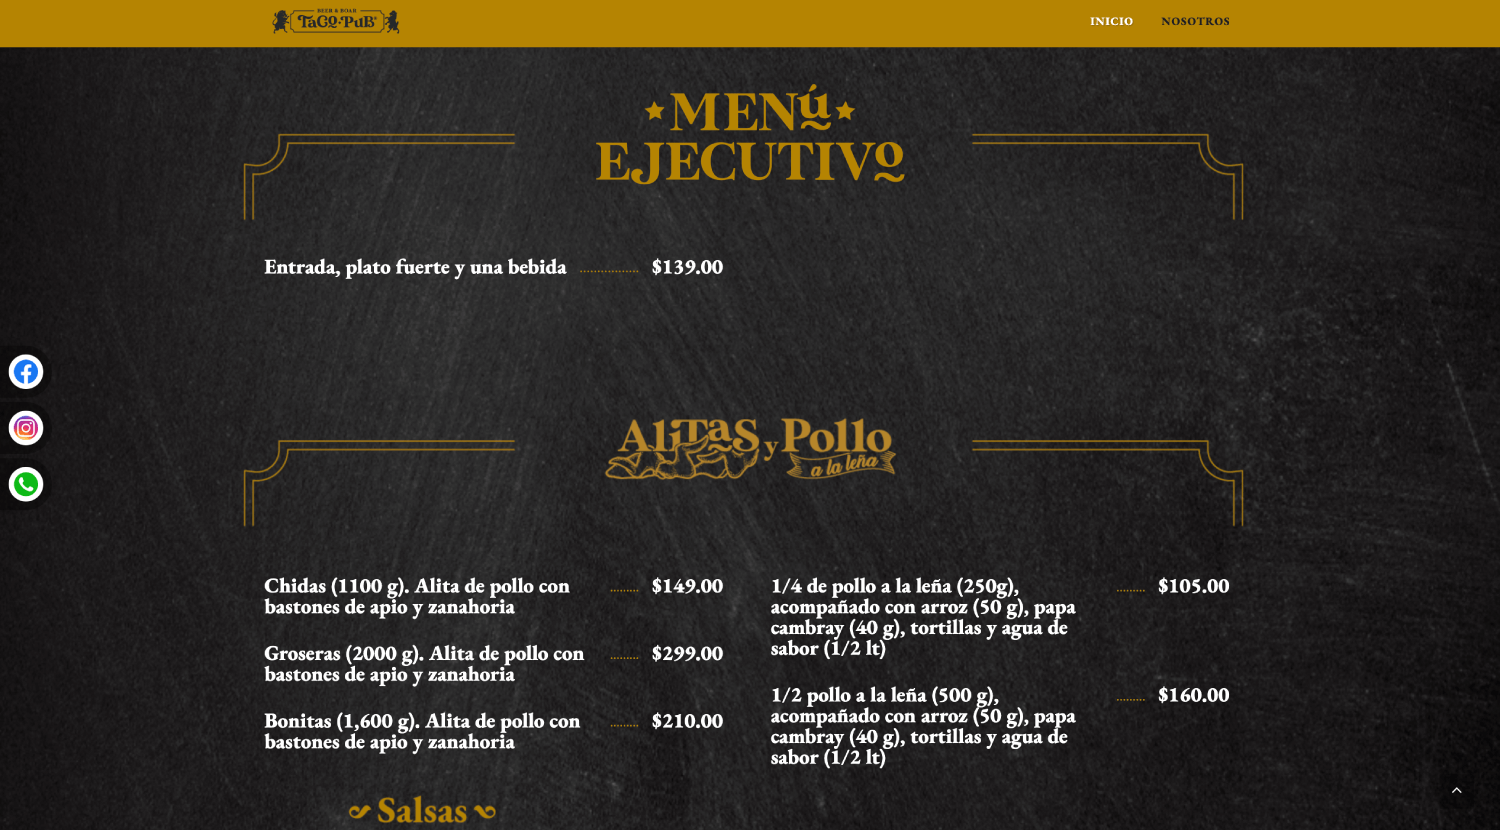 BEER & ROAR
TaCO·PuB
INICIO
NOSOTROS
MENú
EJECUTIVo
Entrada, plato fuerte y una bebida
$139.00
AliTaS y Pollo
a la leña
Chidas (1100 g). Alita de pollo con
bastones de apio y zanahoria
$149.00
Groseras (2000 g). Alita de pollo con
bastones de apio y zanahoria
$299.00
Bonitas (1,600 g). Alita de pollo con
bastones de apio y zanahoria
$210.00
1/4 de pollo a la leña (250g),
acompañado con arroz (50 g), papa
cambray (40 g), tortillas y agua de
sabor (1/2 lt)
$105.00
1/2 pollo a la leña (500 g),
acompañado con arroz (50 g), papa
cambray (40 g), tortillas y agua de
sabor (1/2 lt)
$160.00
Salsas